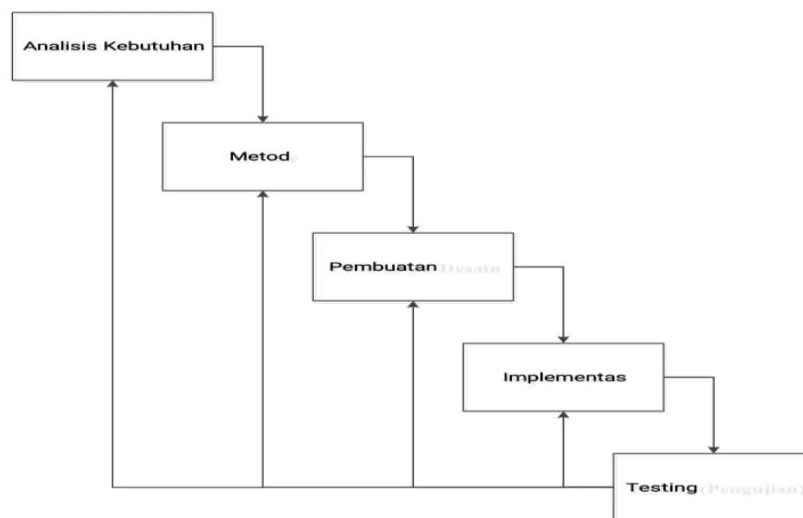 Analisis Kebutuhan
Metod
Pembuatan Desain
Implementas
Testing (Pengujian)